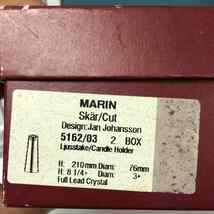 MARIN
Skär/Cut
Design: Jan Johansson
5162/03 2 BOX
Ljusstake/Candle Holder
H: 210mm Diam: 76mm
H: 8 1/4" Diam: 3"
Full Lead Crystal